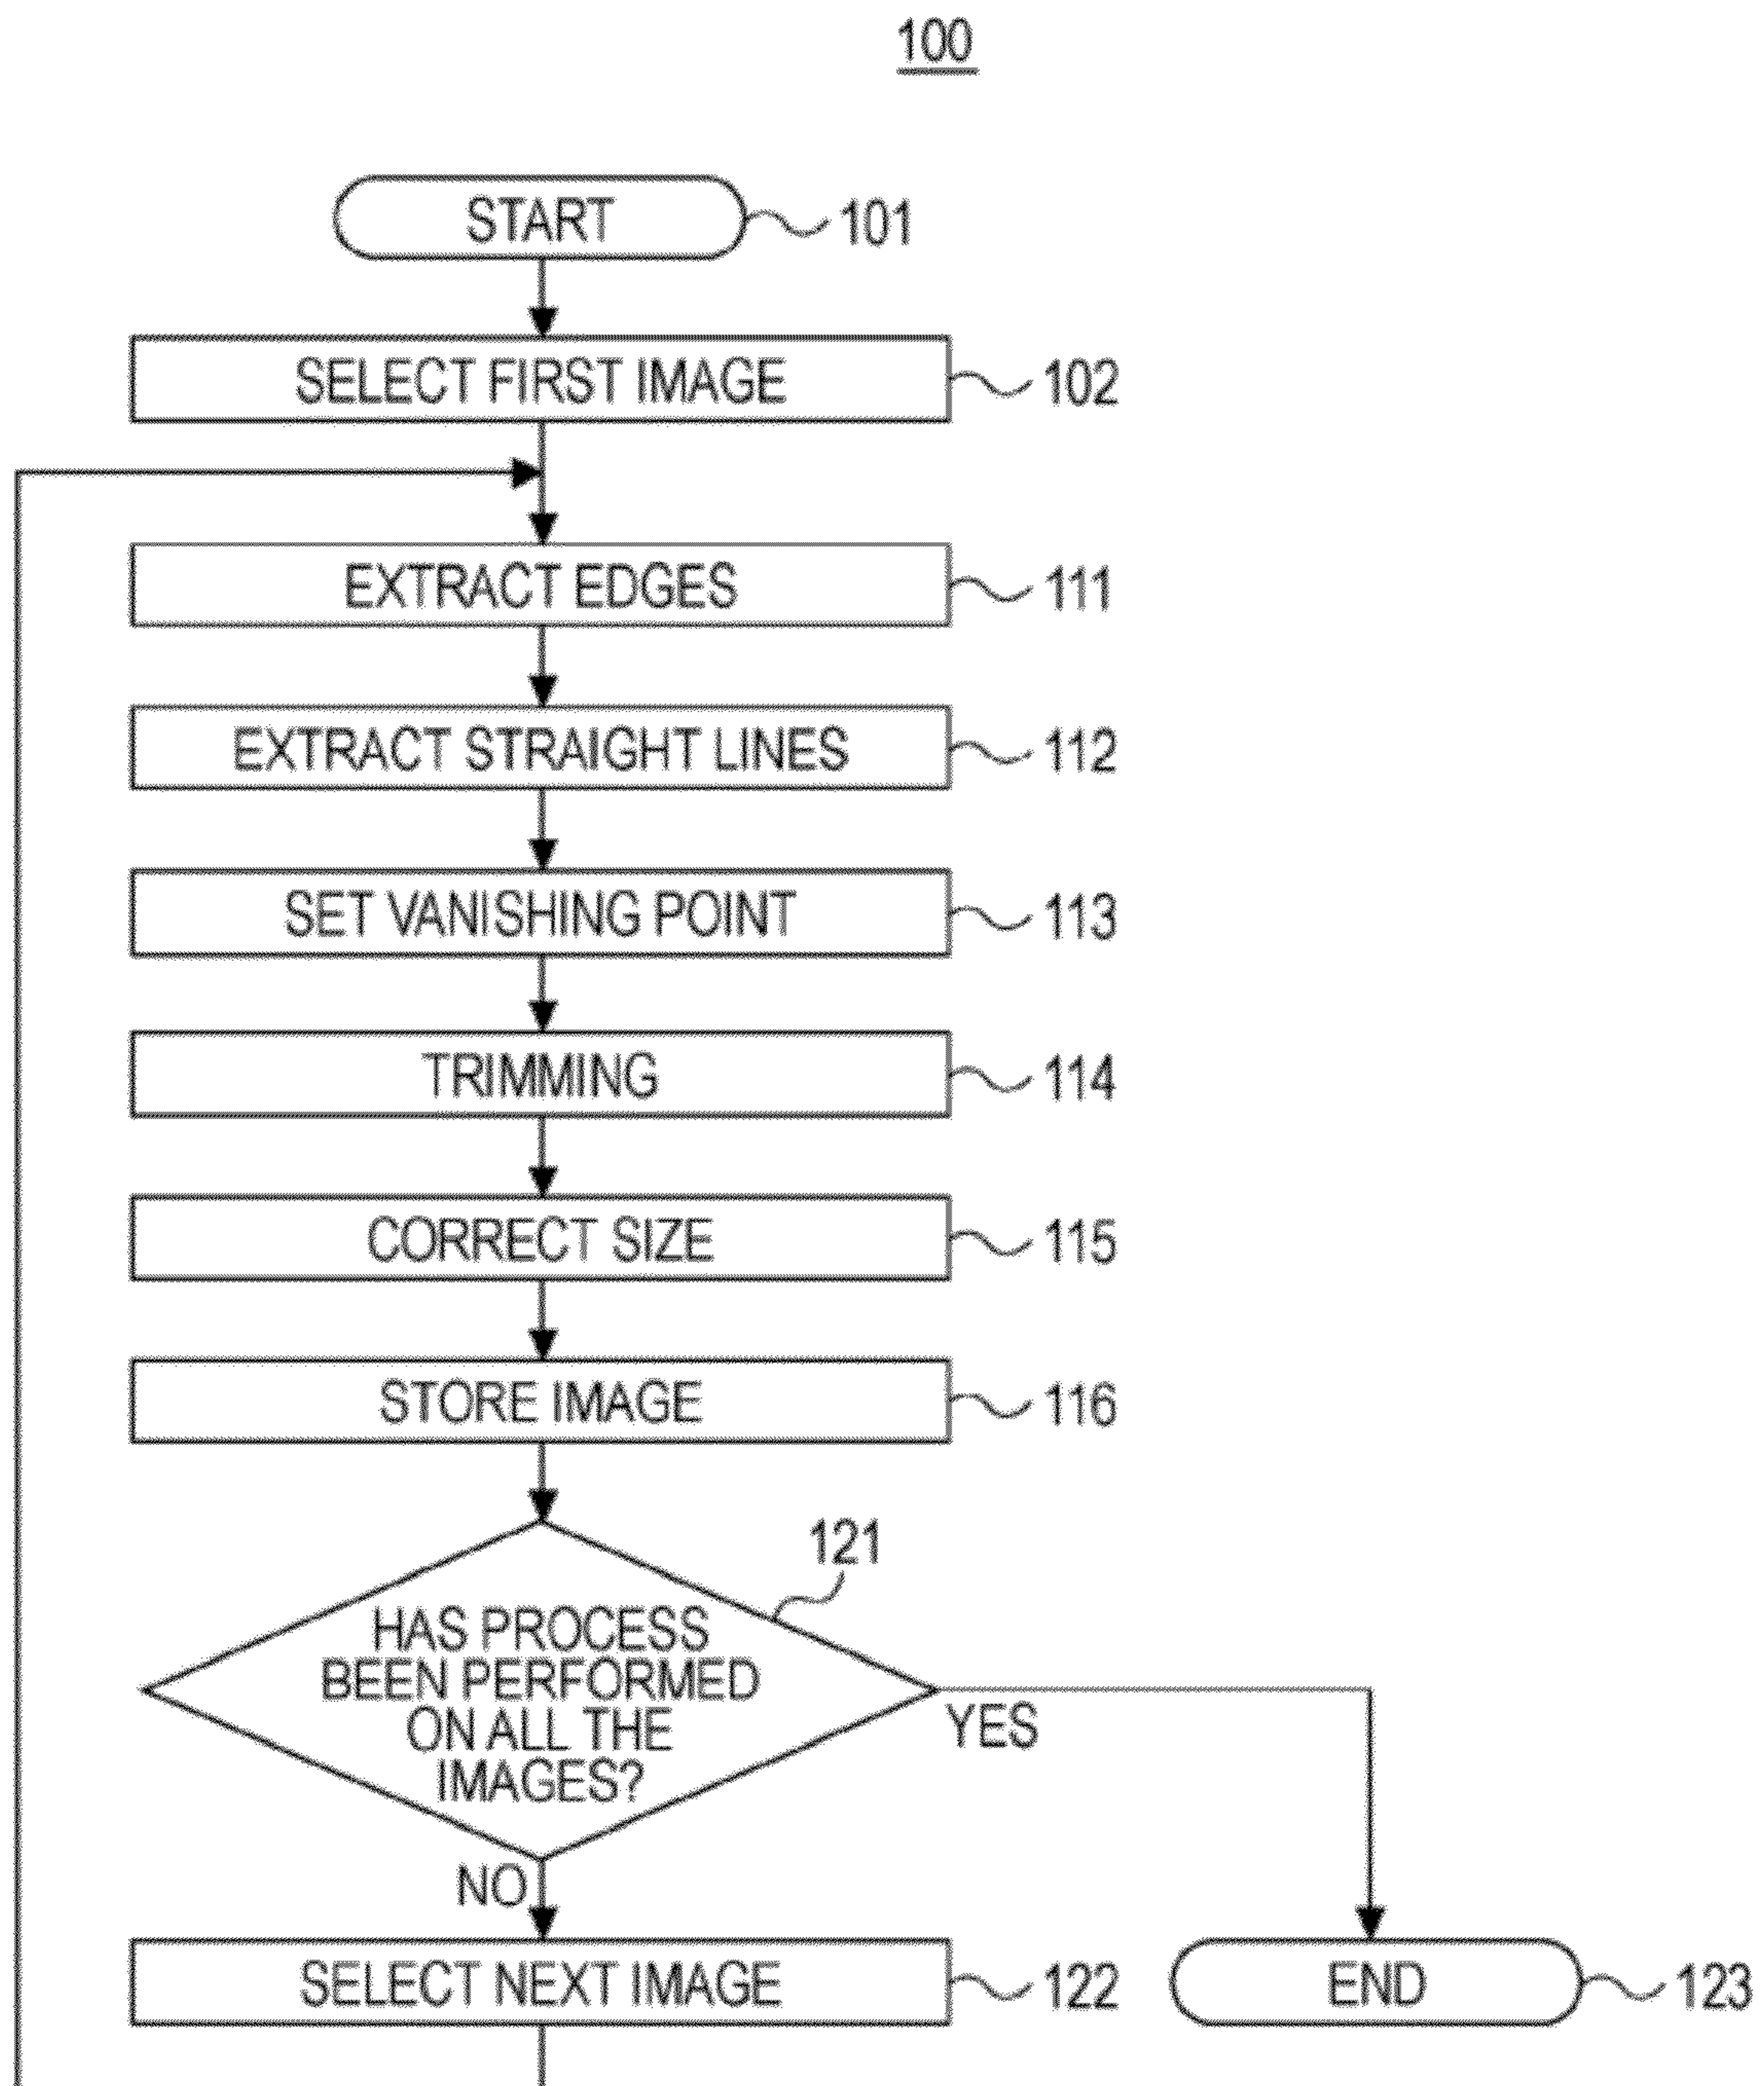 100
START
101
SELECT FIRST IMAGE
102
EXTRACT EDGES
111
EXTRACT STRAIGHT LINES
112
SET VANISHING POINT
113
TRIMMING
114
CORRECT SIZE
115
STORE IMAGE
116
121
HAS PROCESS
BEEN PERFORMED
ON ALL THE
IMAGES?
YES
NO
SELECT NEXT IMAGE
122
END
123